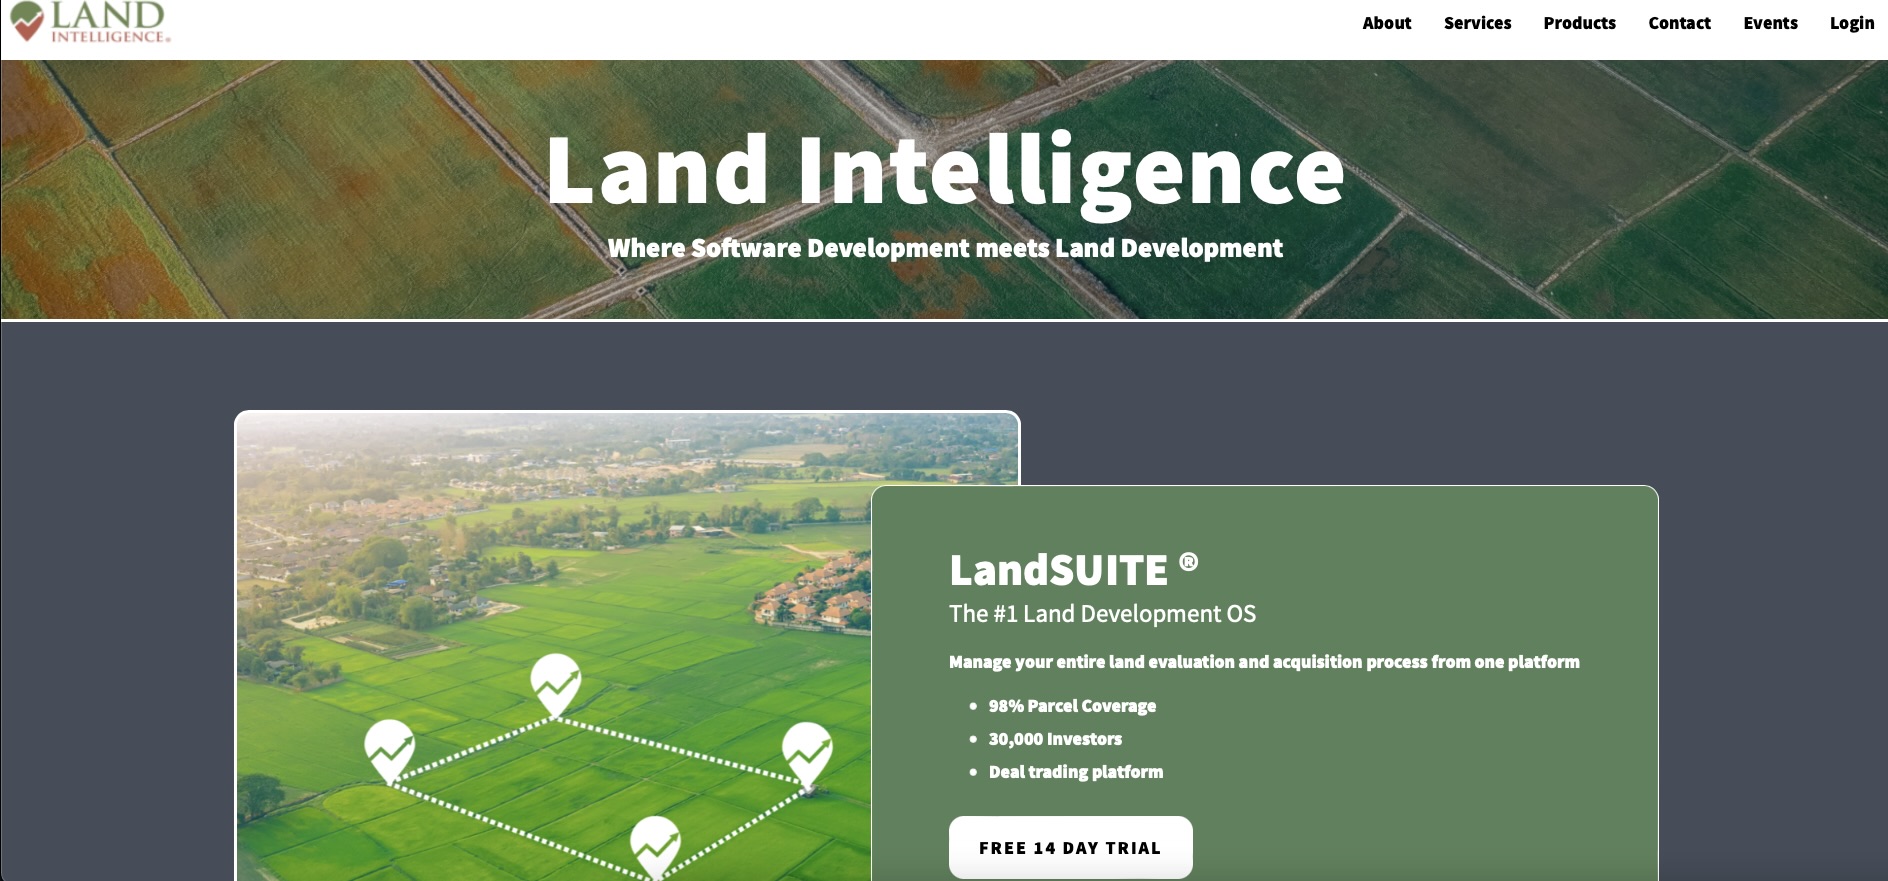 LAND
INTELLIGENCE®
About Services Products Contact Events Login
Land Intelligence
Where Software Development meets Land Development
LandSUITE ®
The #1 Land Development OS
Manage your entire land evaluation and acquisition process from one platform
• 98% Parcel Coverage
• 30,000 Investors
• Deal trading platform
FREE 14 DAY TRIAL